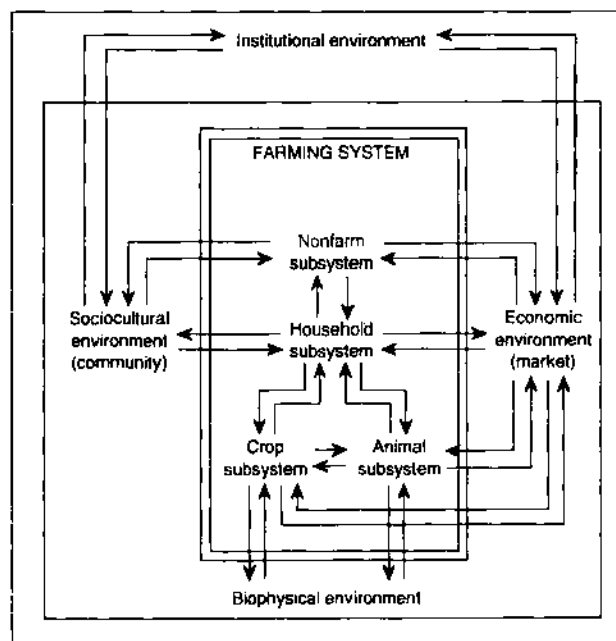 Institutional environment
FARMING SYSTEM
Nonfarm
subsystem
Sociocultural
environment
(community)
Household
subsystem
Economic
environment
(market)
Crop
subsystem
Animal
subsystem
Biophysical environment